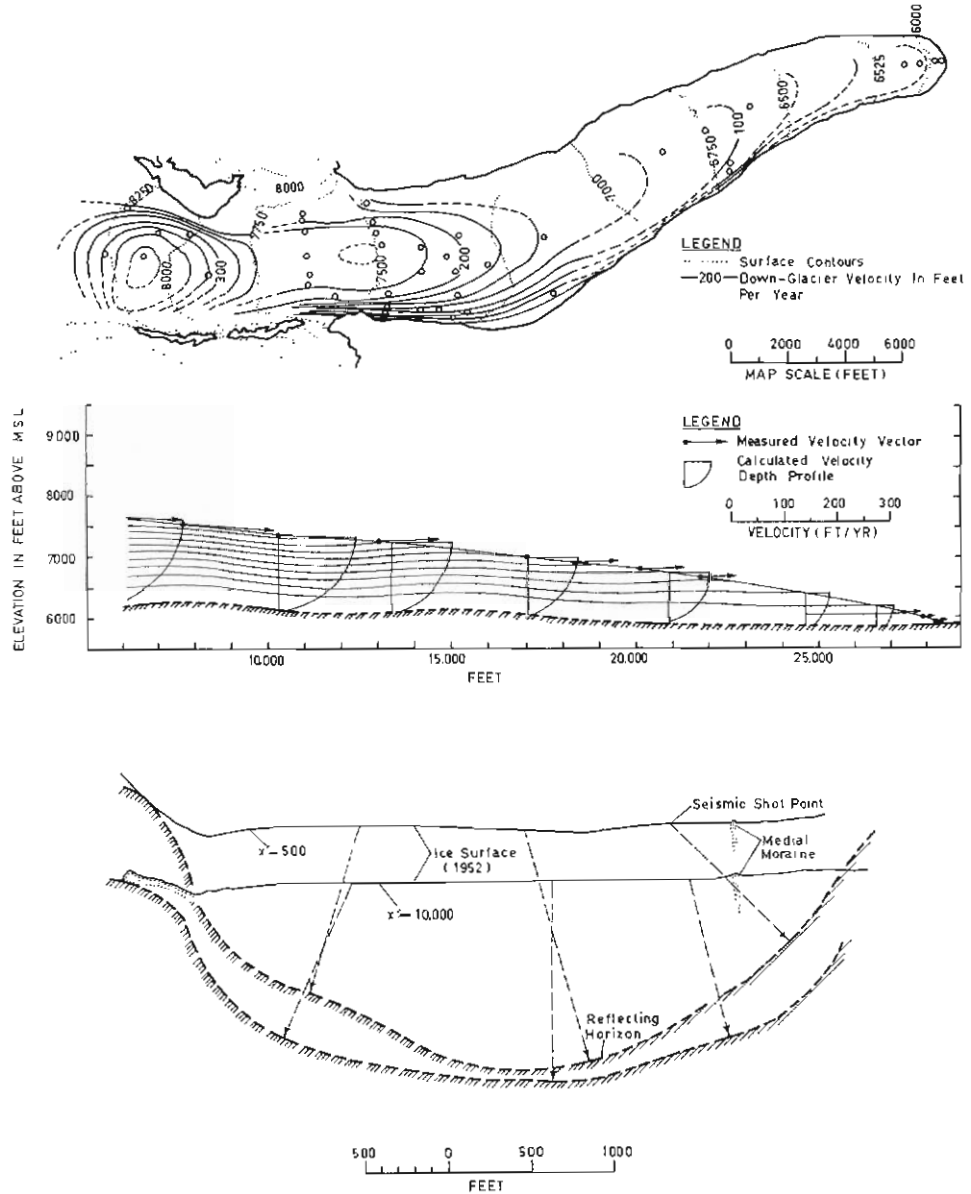 6000
8250
8000
7750
8000
300
7500
200
7000
6750
100
6500
6525
8
LEGEND
Surface Contours
200 Down-Glacier Velocity In Feet
Per Year
0 2000 4000 6000
MAP SCALE (FEET)
ELEVATION IN FEET ABOVE M.S.L.
9000
8000
7000
6000
10.000 15.000 20.000 25.000
FEET
LEGEND
Measured Velocity Vector
Calculated Velocity
Depth Profile
0 100 200 300
VELOCITY (FT/YR)
Seismic Shot Point
x'-500
Ice Surface
(1952)
Medial
Moraine
x'-10,000
Reflecting
Horizon
500 0 500 1000
FEET